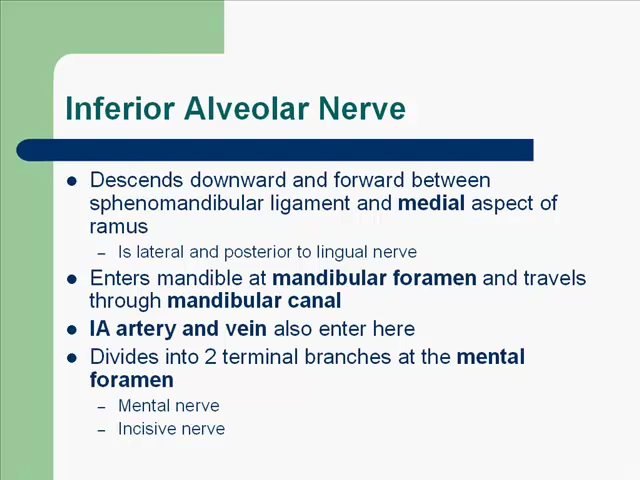 Inferior Alveolar Nerve
● Descends downward and forward between
sphenomandibular ligament and medial aspect of
ramus
– Is lateral and posterior to lingual nerve
● Enters mandible at mandibular foramen and travels
through mandibular canal
● IA artery and vein also enter here
● Divides into 2 terminal branches at the mental
foramen
– Mental nerve
– Incisive nerve